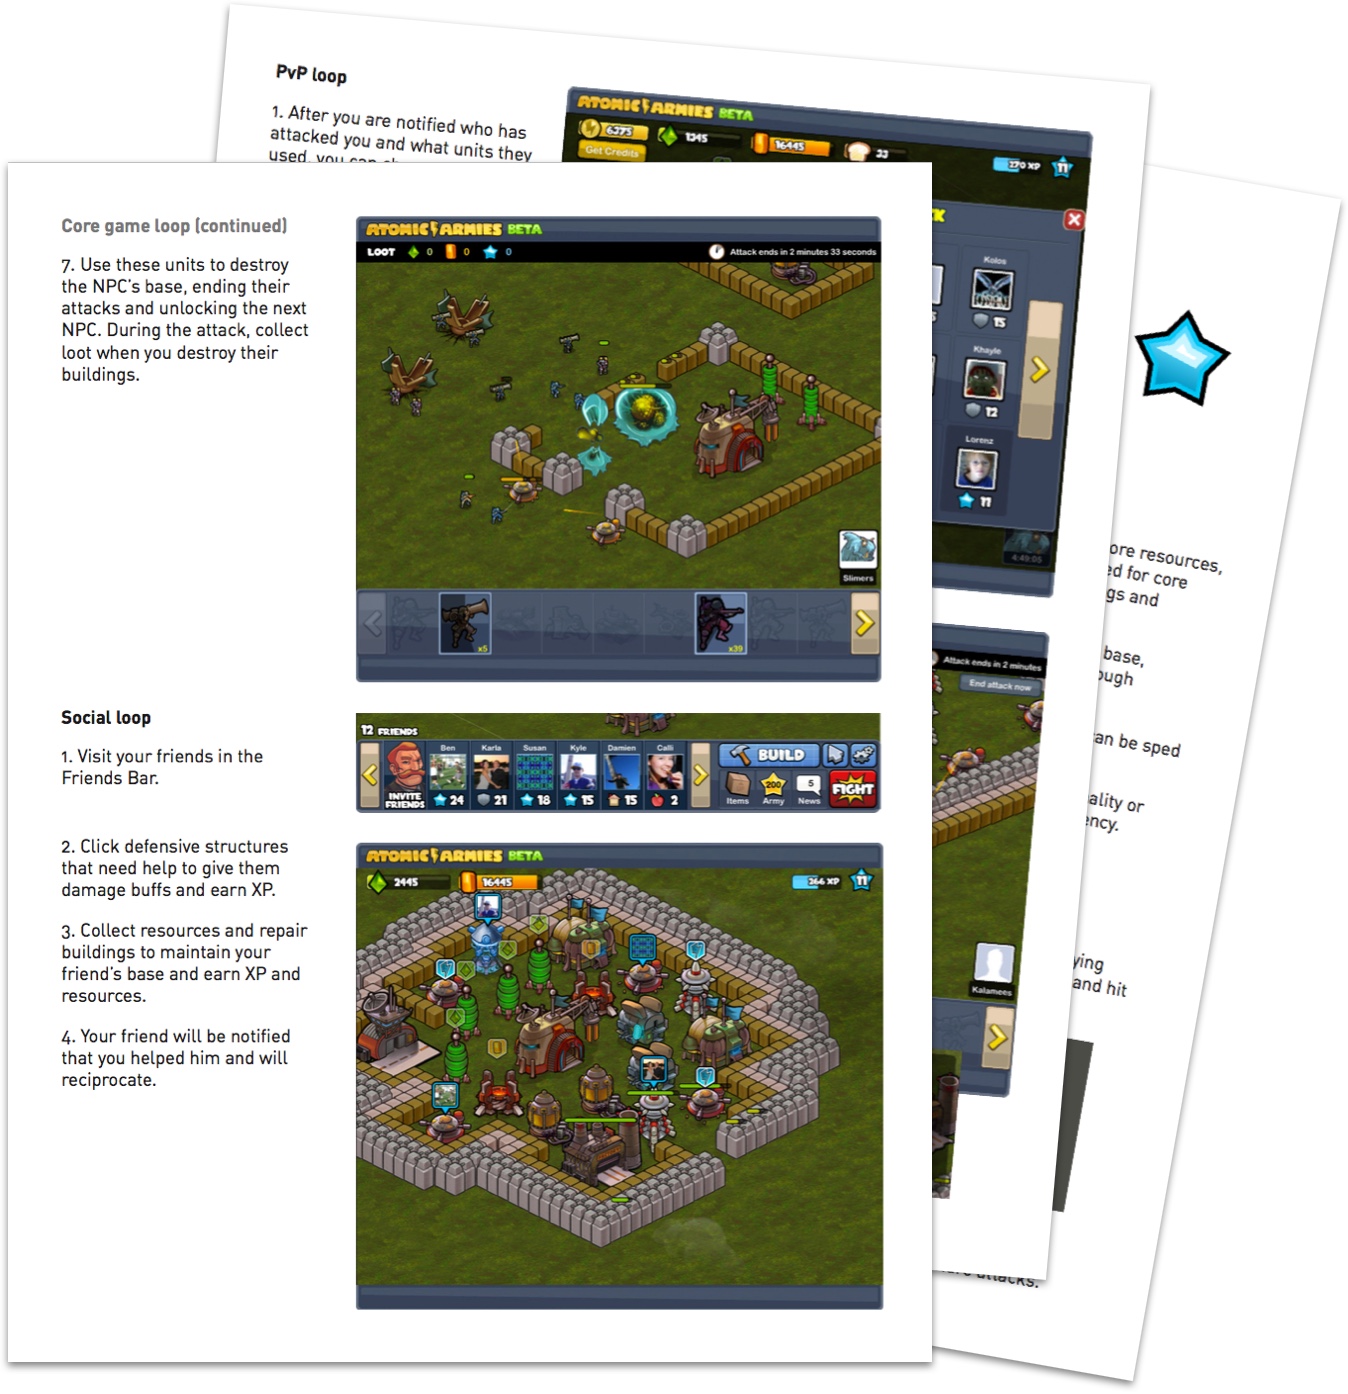 PvP loop
1. After you are notified who has
attacked you and what units they
used, you can
ATOMIC ARMIES BETA
6275
1345
16445
33
270 XP
11
Get Credits
Kolos
15
Khayle
12
Lorenz
11
4:49:05
Core game loop (continued)
7. Use these units to destroy
the NPC's base, ending their
attacks and unlocking the next
NPC. During the attack, collect
loot when you destroy their
buildings.
ATOMIC ARMIES BETA
LOOT 0 0 0
Attack ends in 2 minutes 33 seconds
Slimers
x5
x39
Social loop
1. Visit your friends in the
Friends Bar.
2. Click defensive structures
that need help to give them
damage buffs and earn XP.
3. Collect resources and repair
buildings to maintain your
friend's base and earn XP and
resources.
4. Your friend will be notified
that you helped him and will
reciprocate.
12 FRIENDS
INVITE
FRIENDS
Ben
24
Karla
21
Susan
18
Kyle
15
Damien
15
Calli
2
BUILD
Items
200
Army
5
News
FIGHT
ATOMIC ARMIES BETA
2445
16445
266 XP
11
Attack ends in 2 minutes
End attack now
Kalamees
ore resources,
ed for core
gs and
base,
ough
an be sped
ality or
ency.
ying
and hit
attacks.